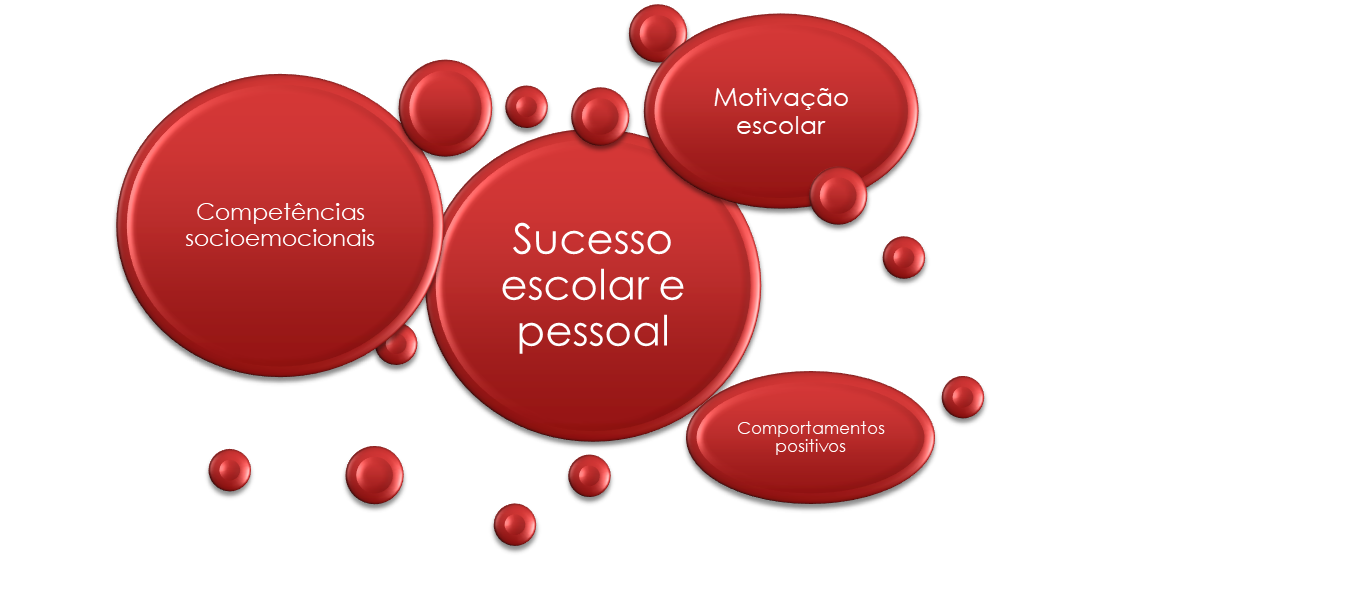 Motivação
escolar
Competências
socioemocionais
Sucesso
escolar e
pessoal
Comportamentos
positivos